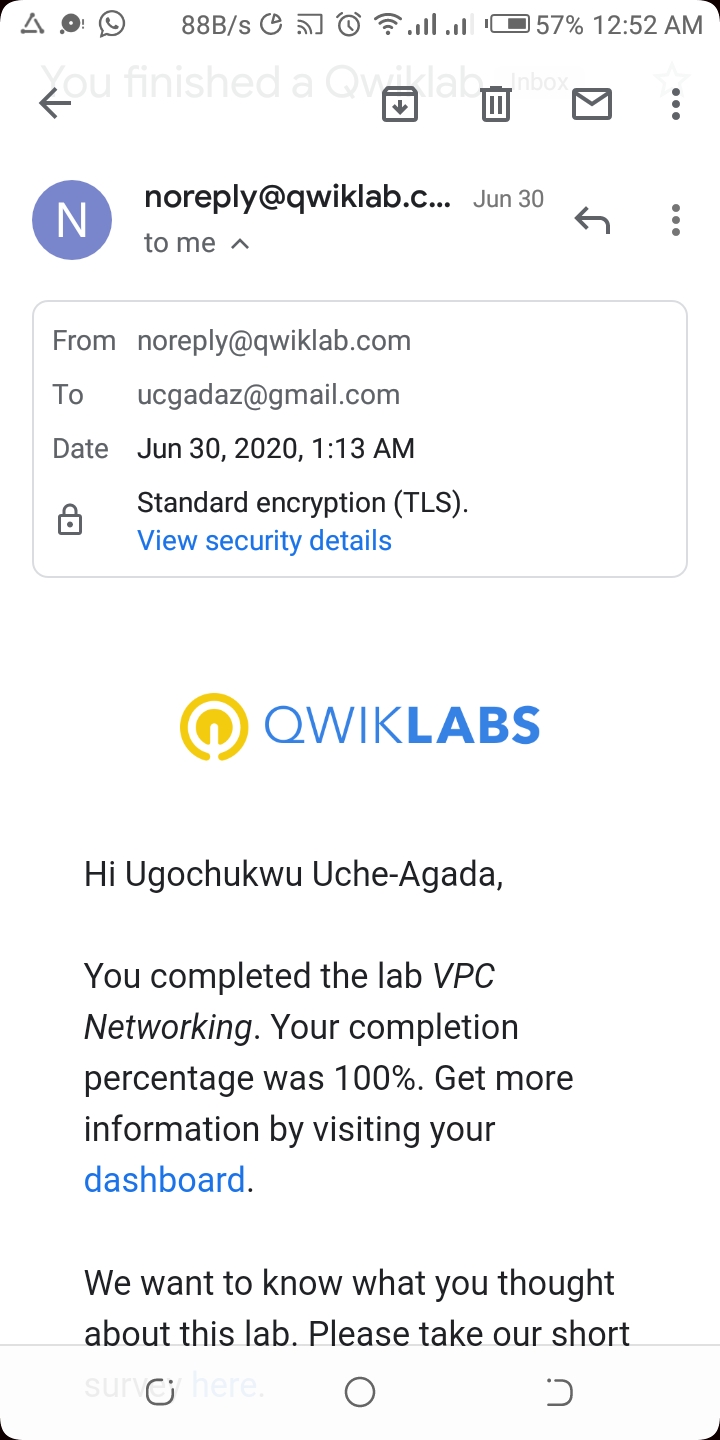 88B/s 57% 12:52 AM
You finished a Qwiklab Inbox
N
noreply@qwiklab.c... Jun 30
to me
From noreply@qwiklab.com
To ucgadaz@gmail.com
Date Jun 30, 2020, 1:13 AM
Standard encryption (TLS).
View security details
QWIKLABS
Hi Ugochukwu Uche-Agada,
You completed the lab VPC
Networking. Your completion
percentage was 100%. Get more
information by visiting your
dashboard.
We want to know what you thought
about this lab. Please take our short
survey here.